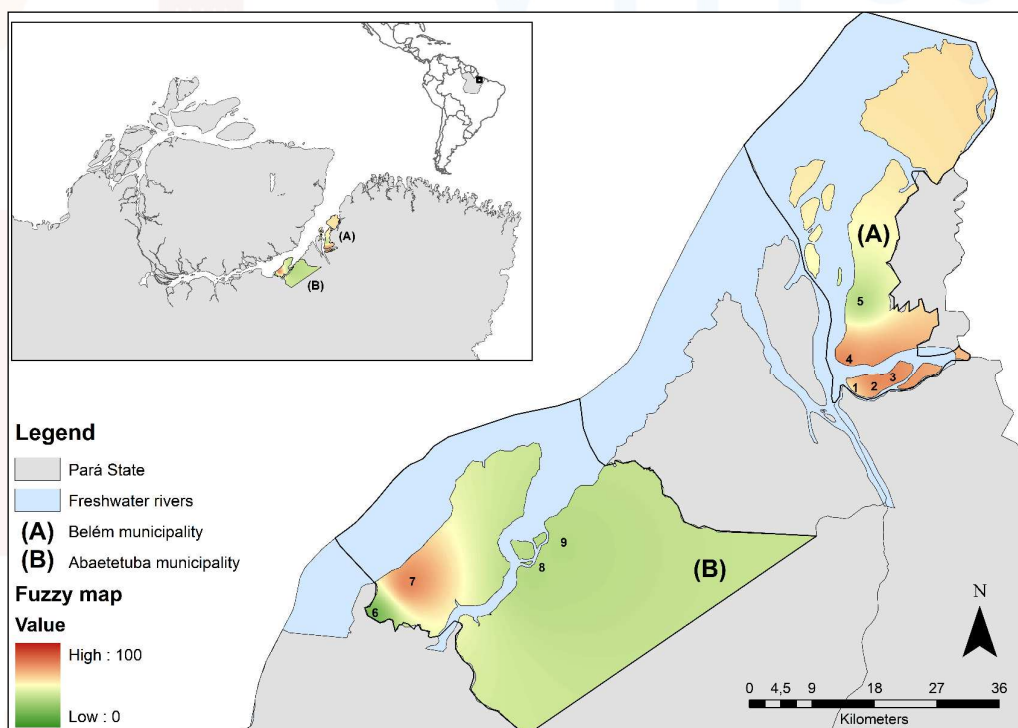 (A)
(B)
(A)
5
4
3
1
2
Legend
Pará State
Freshwater rivers
(A) Belém municipality
(B) Abaetetuba municipality
Fuzzy map
Value
High : 100
Low : 0
9
8
(B)
7
6
N
0 4,5 9 18 27 36
Kilometers